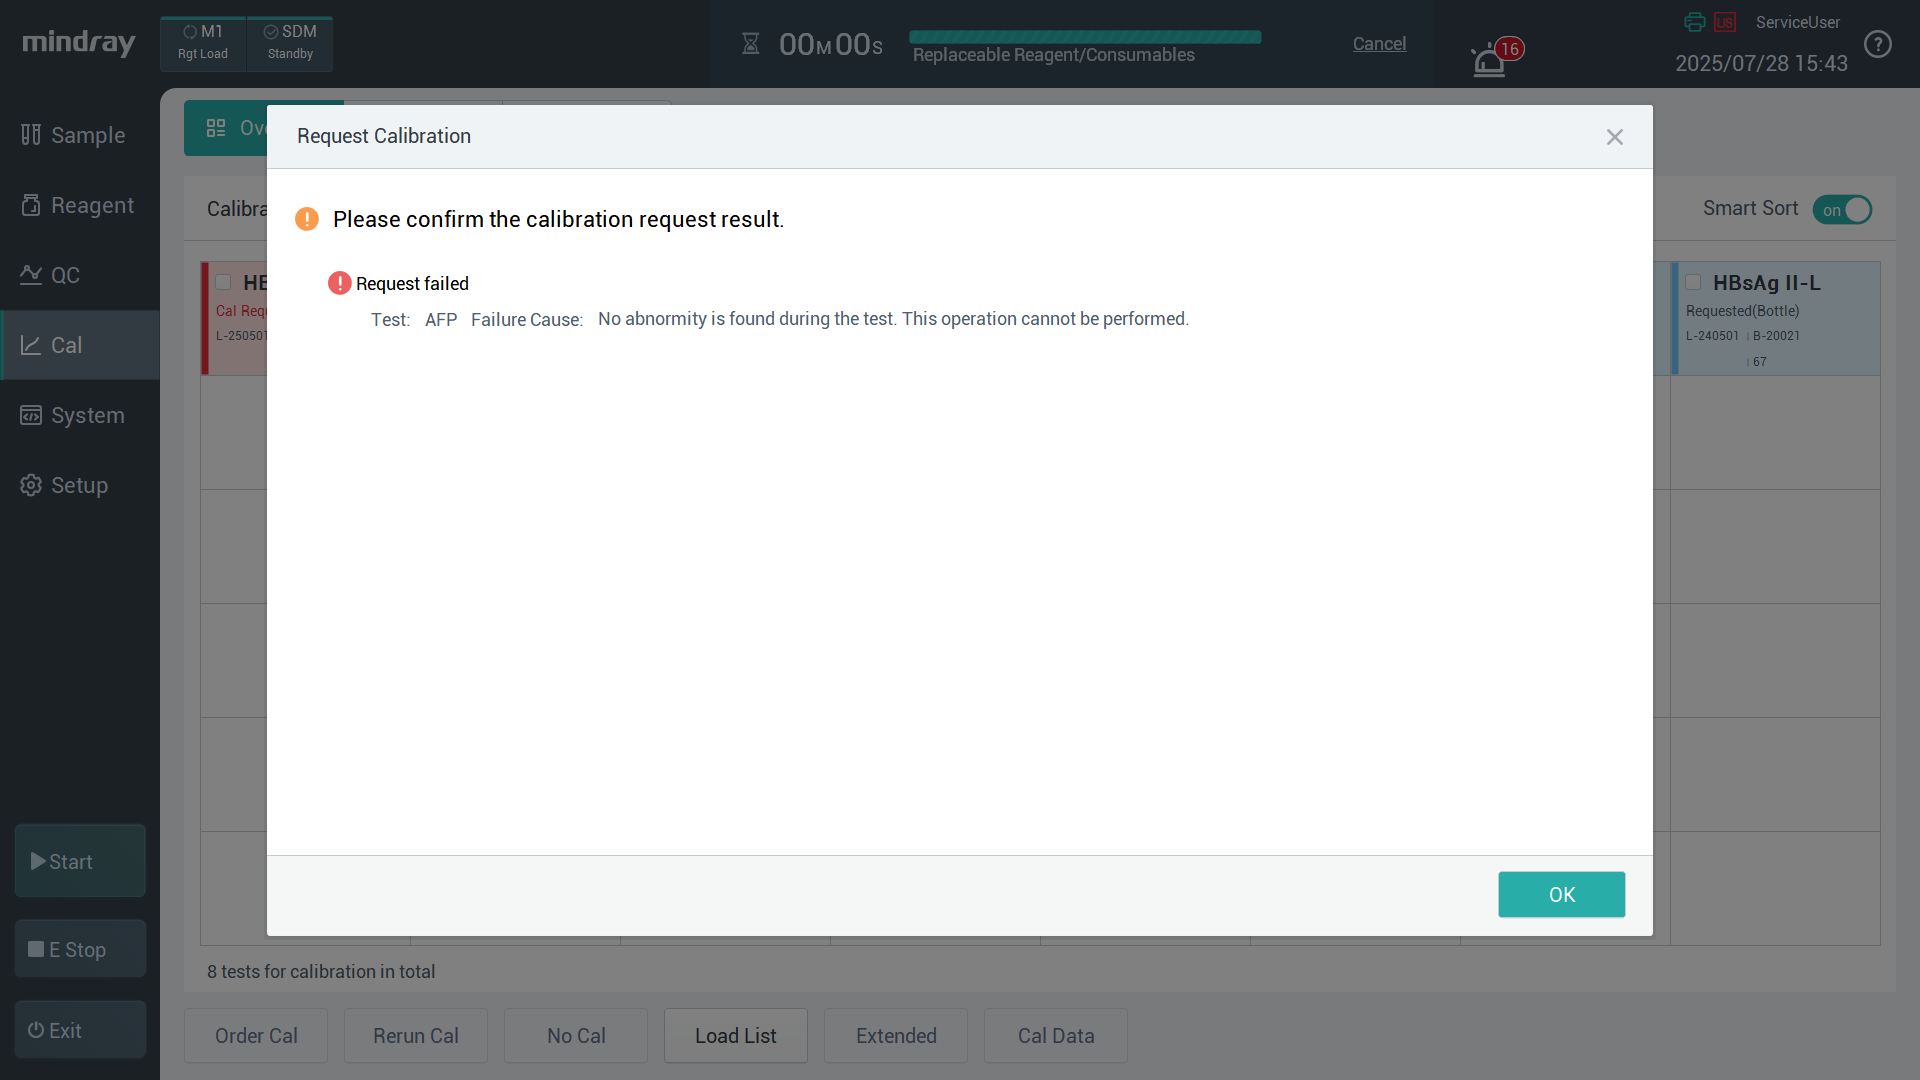 mindray
M1
Rgt Load
SDM
Standby
00M00S
Replaceable Reagent/Consumables
Cancel
16
LIS
ServiceUser
2025/07/28 15:43
?
Sample
Reagent
QC
Cal
System
Setup
Start
E Stop
Exit
Request Calibration
Please confirm the calibration request result.
Request failed
Test: AFP Failure Cause: No abnormity is found during the test. This operation cannot be performed.
OK
Smart Sort on
Cal Req
L-250501
HBsAg II-L
Requested(Bottle)
L-240501 B-20021
67
8 tests for calibration in total
Order Cal
Rerun Cal
No Cal
Load List
Extended
Cal Data